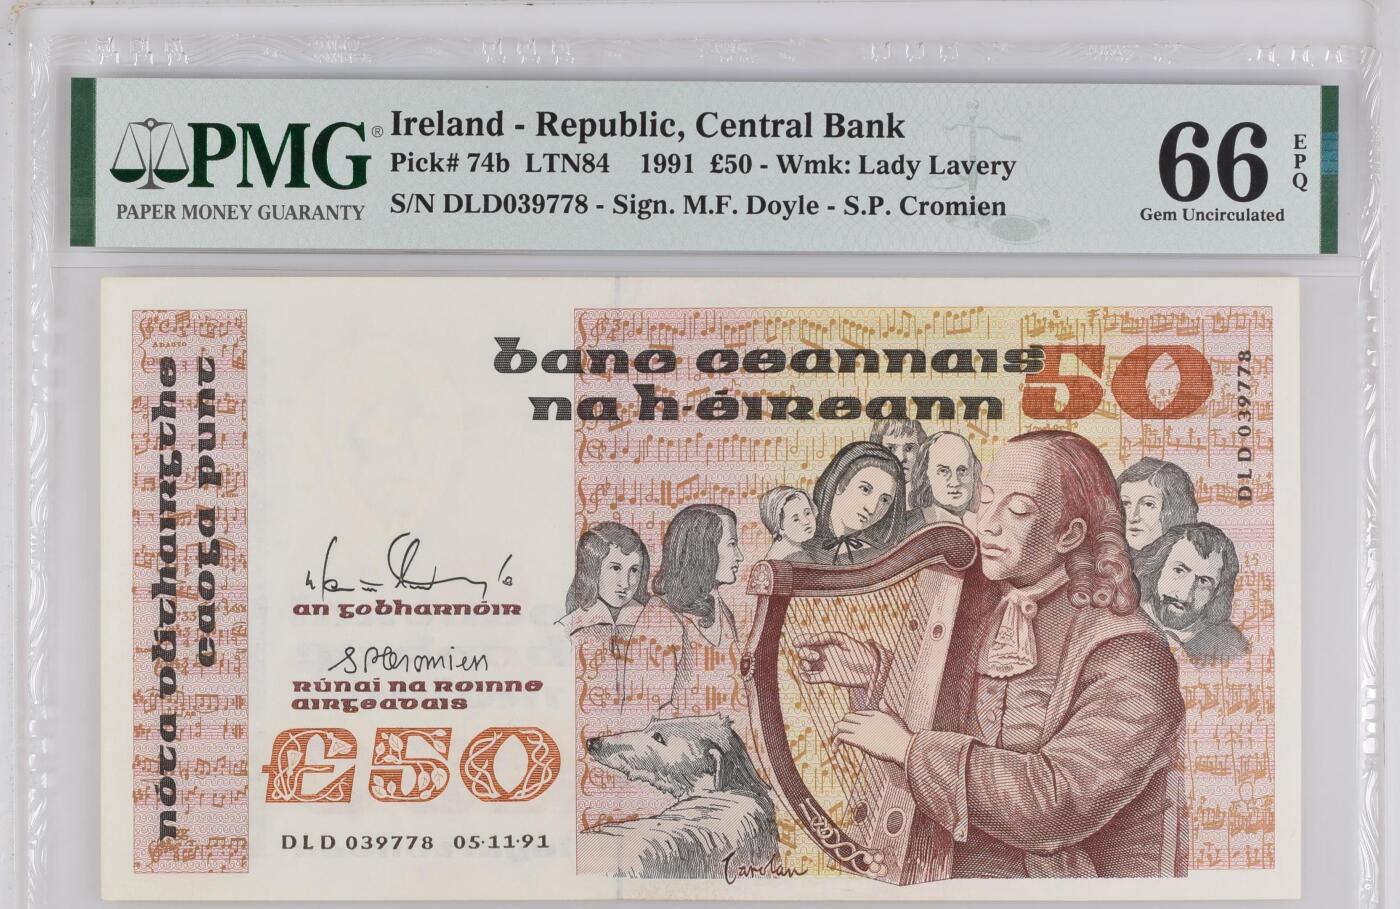 PMG®
PAPER MONEY GUARANTY
Ireland - Republic, Central Bank
Pick# 74b LTN84 1991 £50 - Wmk: Lady Lavery
S/N DLD039778 - Sign. M.F. Doyle - S.P. Cromien
66
EPQ
Gem Uncirculated
banc ceannais
na h-éireann
50
DLD 039778
nóta dlíthairgthe
caoga punt
ADAGIO
an gobharnóir
S P Cromien
Rúnaí na Roinne
airgeadais
£50
DLD 039778 05·11·91
Carolan